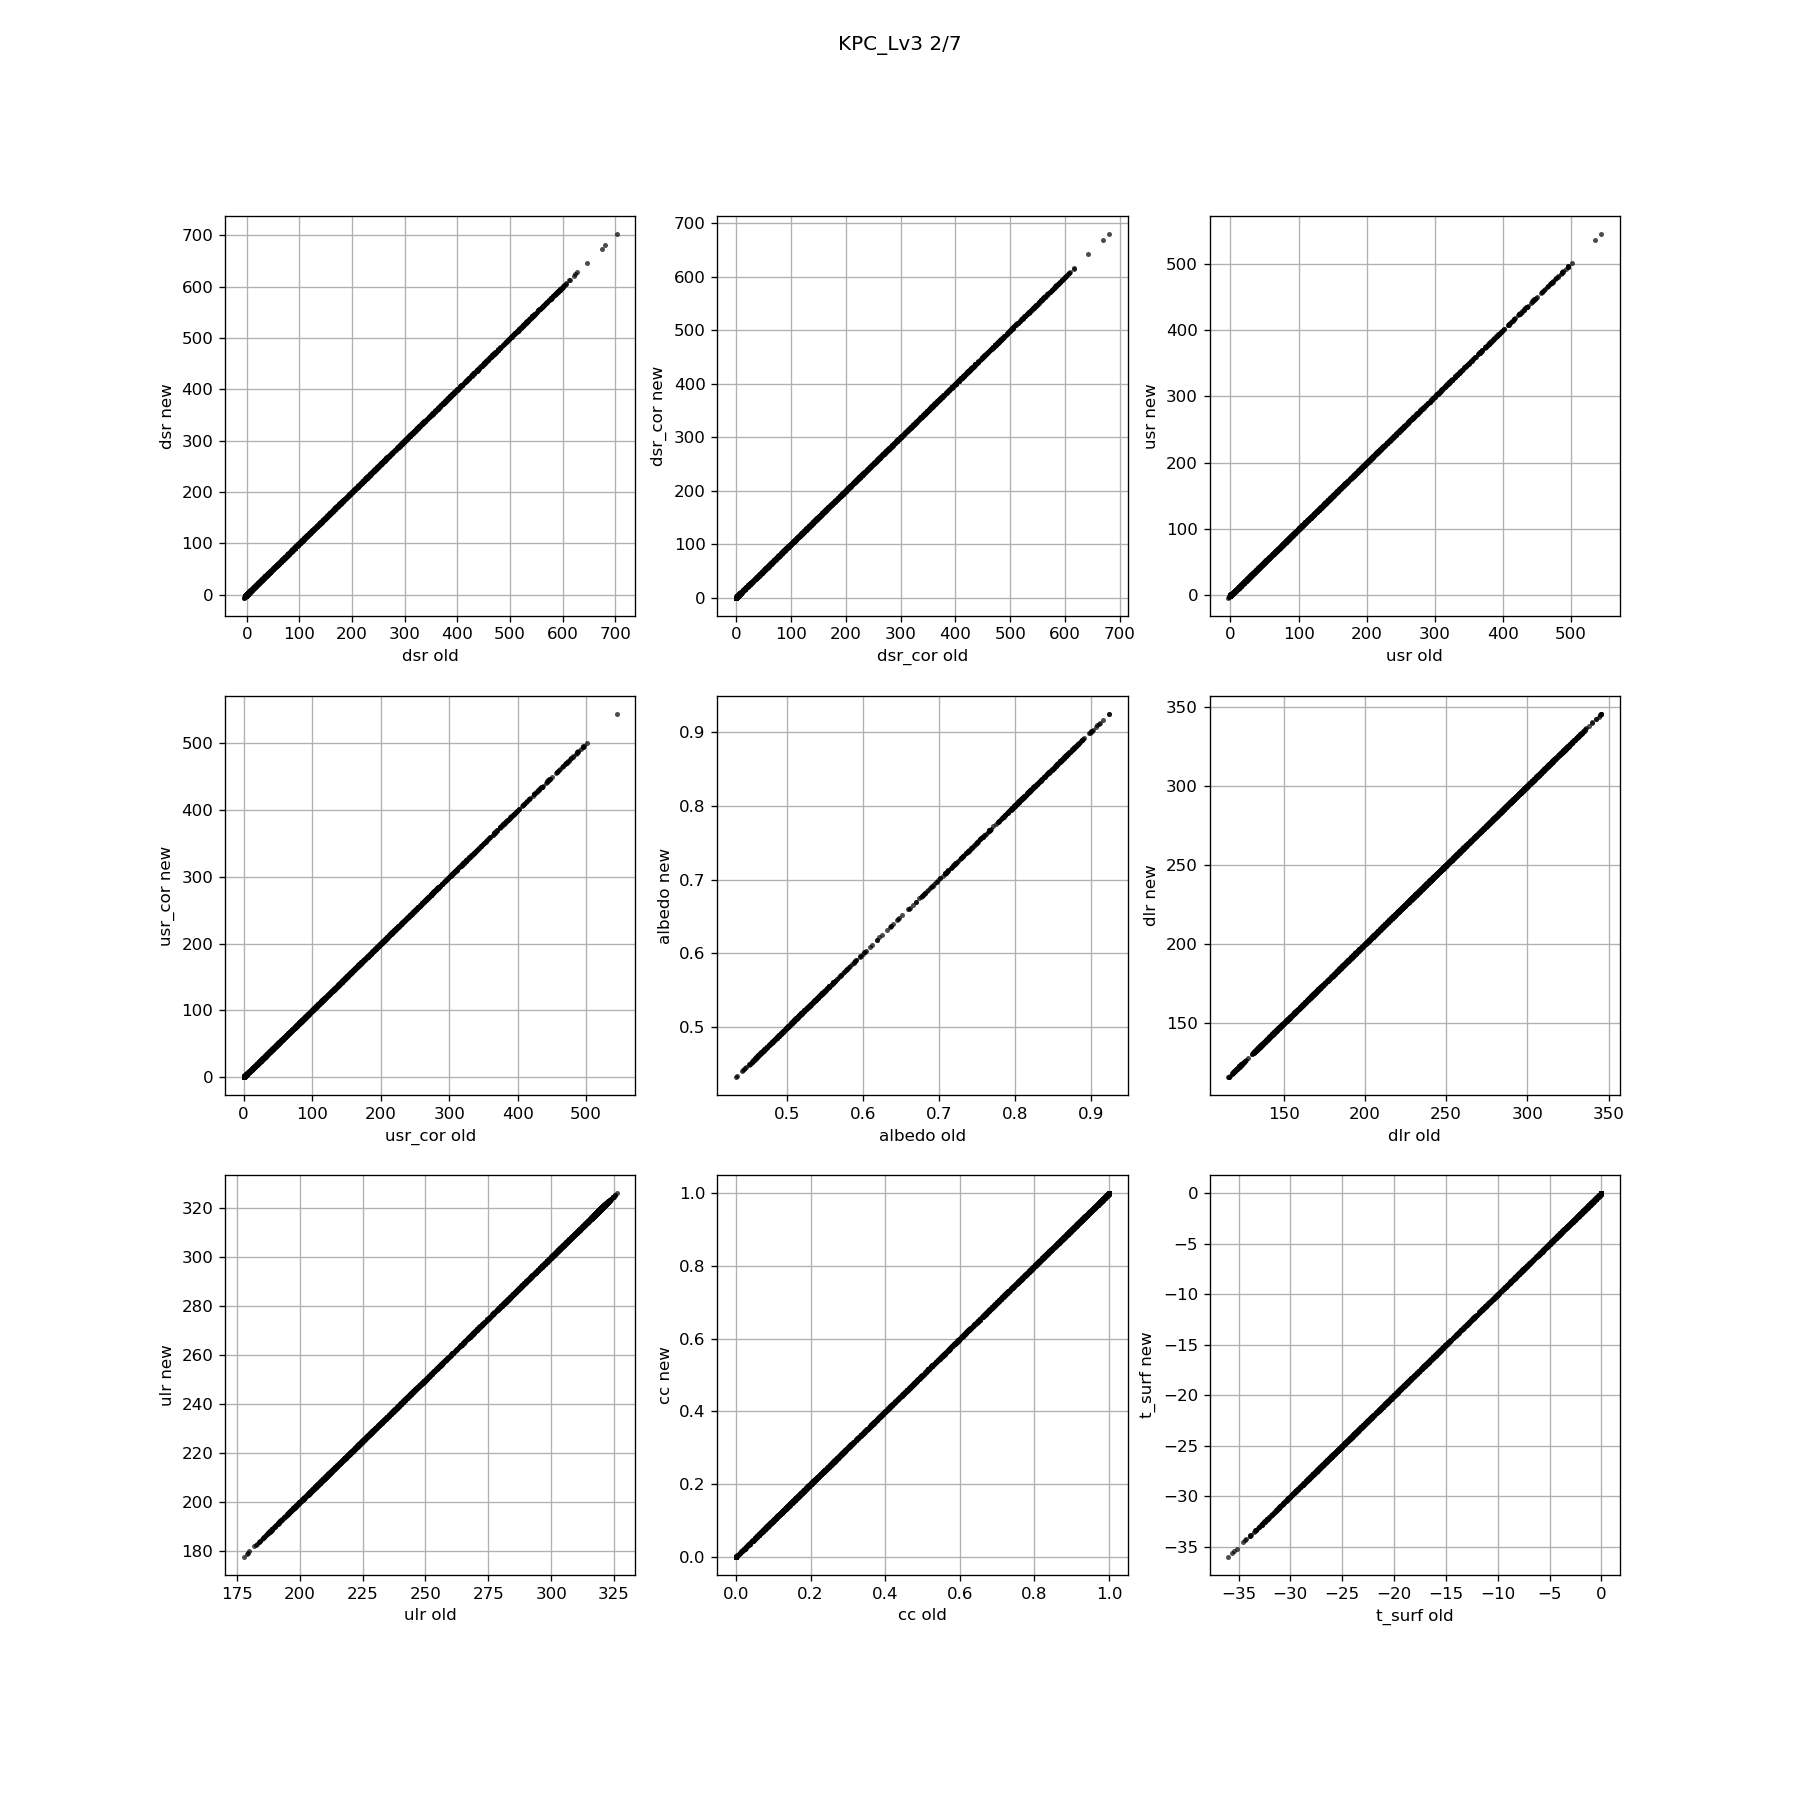 KPC_Lv3 2/7
700
600
500
400
300
200
100
0
dsr new
0 100 200 300 400 500 600 700
dsr old
700
600
500
400
300
200
100
0
dsr_cor new
0 100 200 300 400 500 600 700
dsr_cor old
500
400
300
200
100
0
usr new
0 100 200 300 400 500
usr old
500
400
300
200
100
0
usr_cor new
0 100 200 300 400 500
usr_cor old
0.9
0.8
0.7
0.6
0.5
albedo new
0.5 0.6 0.7 0.8 0.9
albedo old
350
300
250
200
150
dlr new
150 200 250 300 350
dlr old
320
300
280
260
240
220
200
180
ulr new
175 200 225 250 275 300 325
ulr old
1.0
0.8
0.6
0.4
0.2
0.0
cc new
0.0 0.2 0.4 0.6 0.8 1.0
cc old
0
−5
−10
−15
−20
−25
−30
−35
t_surf new
−35 −30 −25 −20 −15 −10 −5 0
t_surf old